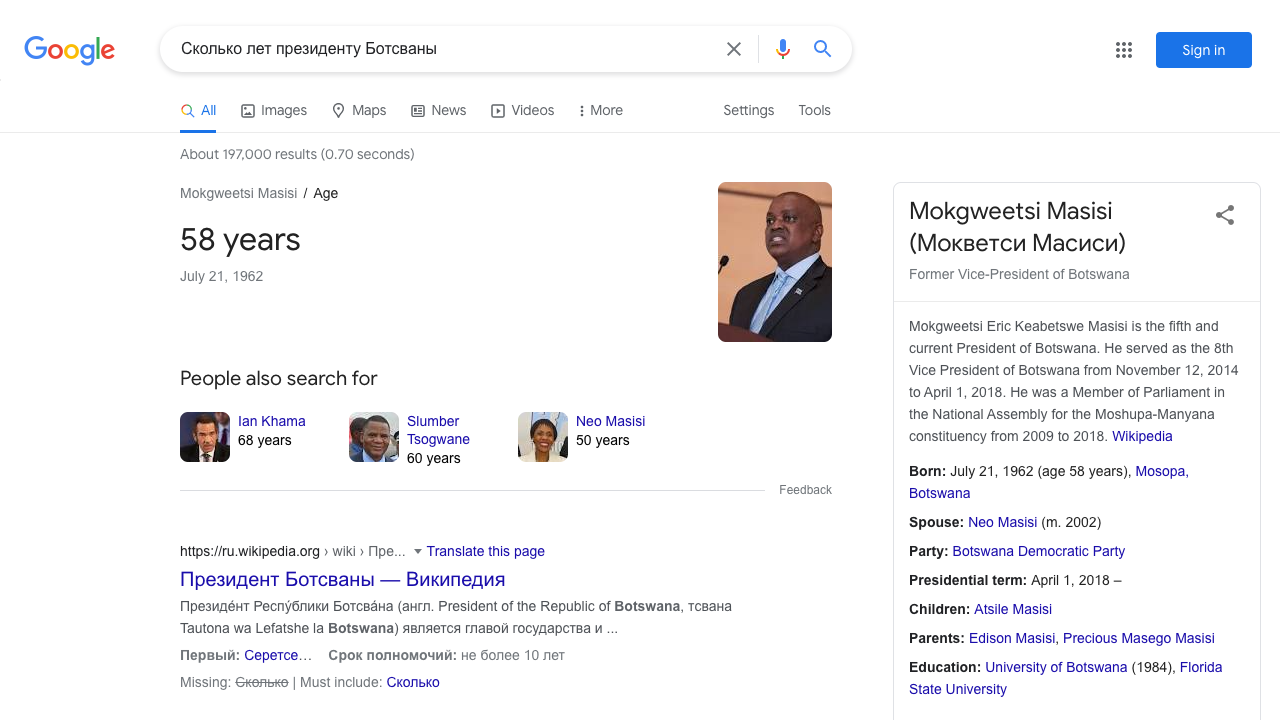 Google
Сколько лет президенту Ботсваны
Sign in
All
Images
Maps
News
Videos
More
Settings
Tools
About 197,000 results (0.70 seconds)
Mokgweetsi Masisi / Age
58 years
July 21, 1962
People also search for
Ian Khama
68 years
Slumber
Tsogwane
60 years
Neo Masisi
50 years
Feedback
https://ru.wikipedia.org › wiki › Пре... Translate this page
Президент Ботсваны — Википедия
Президе́нт Респу́блики Ботсва́на (англ. President of the Republic of Botswana, тсвана
Tautona wa Lefatshe la Botswana) является главой государства и ...
Первый: Серетсе… Срок полномочий: не более 10 лет
Missing: Сколько | Must include: Сколько
Mokgweetsi Masisi
(Мокветси Масиси)
Former Vice-President of Botswana
Mokgweetsi Eric Keabetswe Masisi is the fifth and
current President of Botswana. He served as the 8th
Vice President of Botswana from November 12, 2014
to April 1, 2018. He was a Member of Parliament in
the National Assembly for the Moshupa-Manyana
constituency from 2009 to 2018. Wikipedia
Born: July 21, 1962 (age 58 years), Mosopa,
Botswana
Spouse: Neo Masisi (m. 2002)
Party: Botswana Democratic Party
Presidential term: April 1, 2018 –
Children: Atsile Masisi
Parents: Edison Masisi, Precious Masego Masisi
Education: University of Botswana (1984), Florida
State University